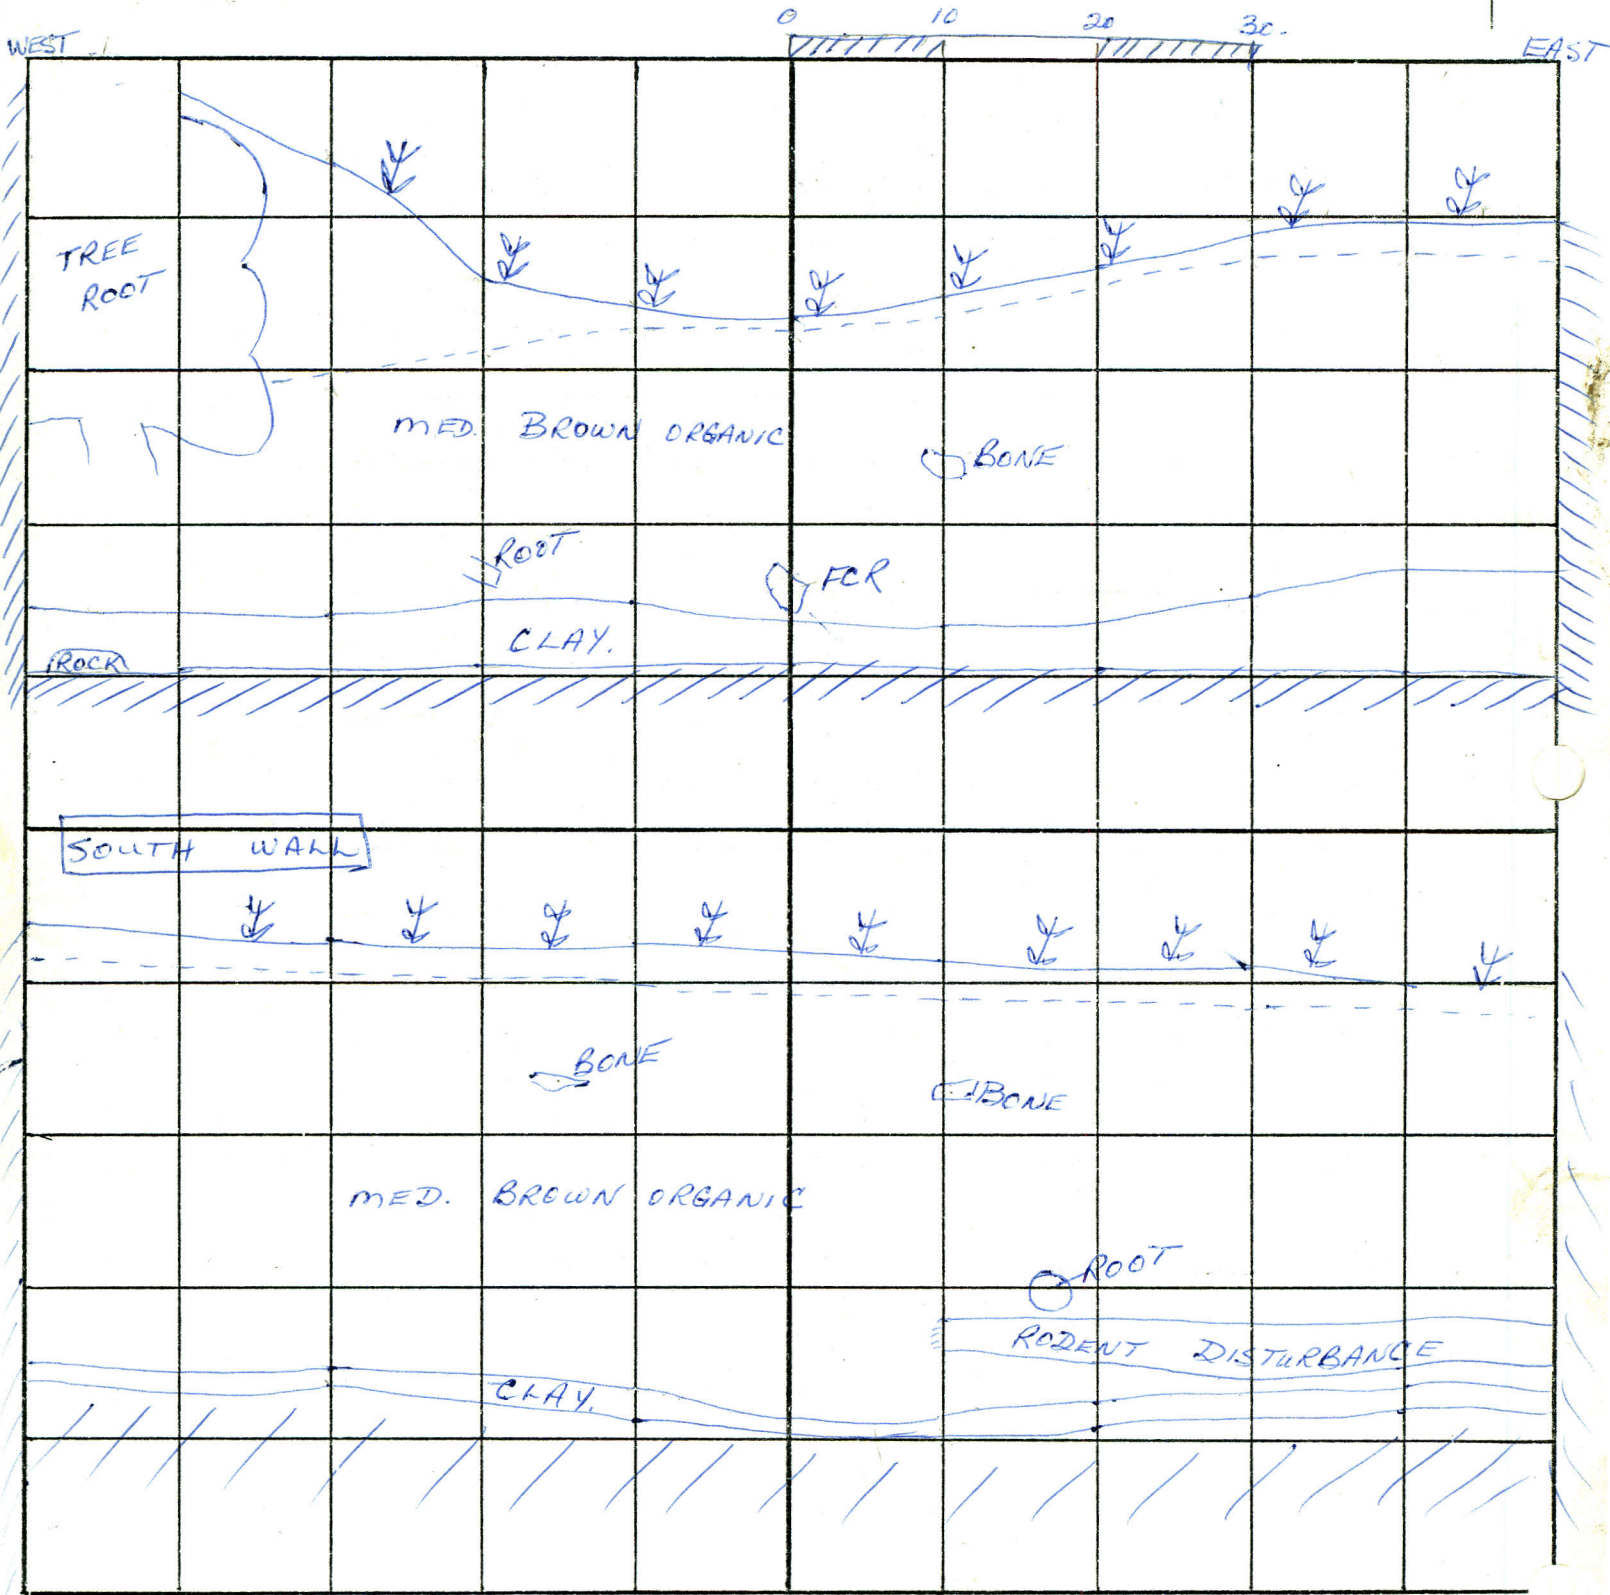 0 10 20 30.
WEST EAST
TREE
ROOT
MED. BROWN ORGANIC
BONE
ROOT
FCR
CLAY.
ROCK
SOUTH WALL
BONE
BONE
MED. BROWN ORGANIC
ROOT
RODENT DISTURBANCE
CLAY.